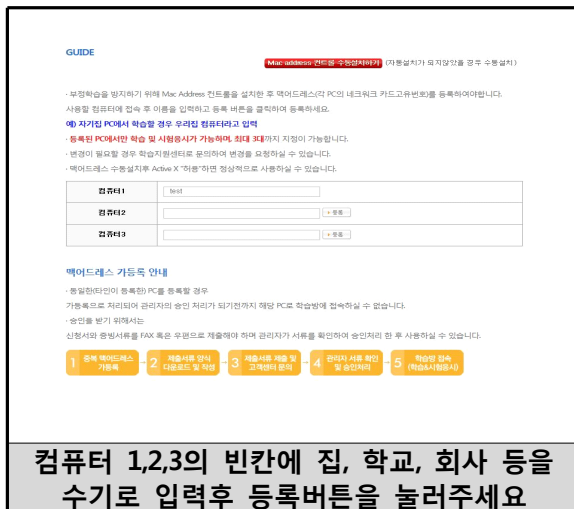 GUIDE
Mac address 컨트롤 수동설치하기 (자동설치가 되지않았을 경우 수동설치)
· 부정학습을 방지하기 위해 Mac Address 컨트롤을 설치한 후 맥어드레스(각 PC의 네크워크 카드고유번호)를 등록하여야합니다.
사용할 컴퓨터에 접속 후 이름을 입력하고 등록 버튼을 클릭하여 등록하세요.
예) 자기집 PC에서 학습할 경우 우리집 컴퓨터라고 입력
· 등록된 PC에서만 학습 및 시험응시가 가능하며, 최대 3대까지 지정이 가능합니다.
· 변경이 필요할 경우 학습지원센터로 문의하여 변경을 요청하실 수 있습니다.
· 맥어드레스 수동설치후 Active X "허용"하면 정상적으로 사용하실 수 있습니다.
컴퓨터1 test
컴퓨터2 등록
컴퓨터3 등록
맥어드레스 가등록 안내
· 동일한(타인이 등록한) PC를 등록할 경우
가등록으로 처리되어 관리자의 승인 처리가 되기전까지 해당 PC로 학습방에 접속하실 수 없습니다.
· 승인을 받기 위해서는
신청서와 증빙서류를 FAX 혹은 우편으로 제출해야 하며 관리자가 서류를 확인하여 승인처리 한 후 사용하실 수 있습니다.
1 중복 맥어드레스 가등록
2 제출서류 양식 다운로드 및 작성
3 제출서류 제출 및 고객센터 문의
4 관리자 서류 확인 및 승인처리
5 학습방 접속 (학습&시험응시)
컴퓨터 1,2,3의 빈칸에 집, 학교, 회사 등을
수기로 입력후 등록버튼을 눌러주세요